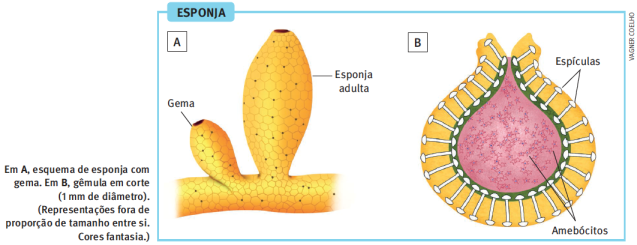 ESPONJA
A
Esponja
adulta
Gema
B
Espículas
Amebócitos
VAGNER COELHO
Em A, esquema de esponja com
gema. Em B, gêmula em corte
(1 mm de diâmetro).
(Representações fora de
proporção de tamanho entre si.
Cores fantasia.)